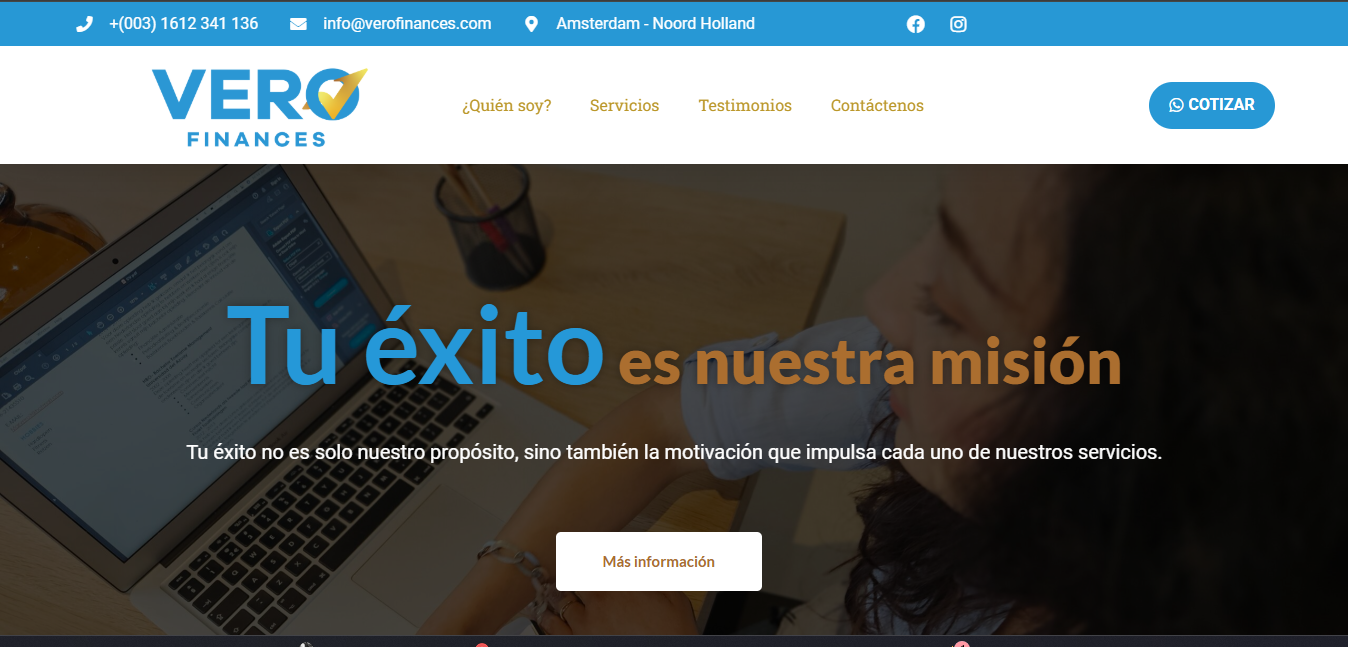 +(003) 1612 341 136 info@verofinances.com Amsterdam - Noord Holland
VERO
FINANCES
¿Quién soy? Servicios Testimonios Contáctenos
COTIZAR
Tu éxito es nuestra misión
Tu éxito no es solo nuestro propósito, sino también la motivación que impulsa cada uno de nuestros servicios.
Más información